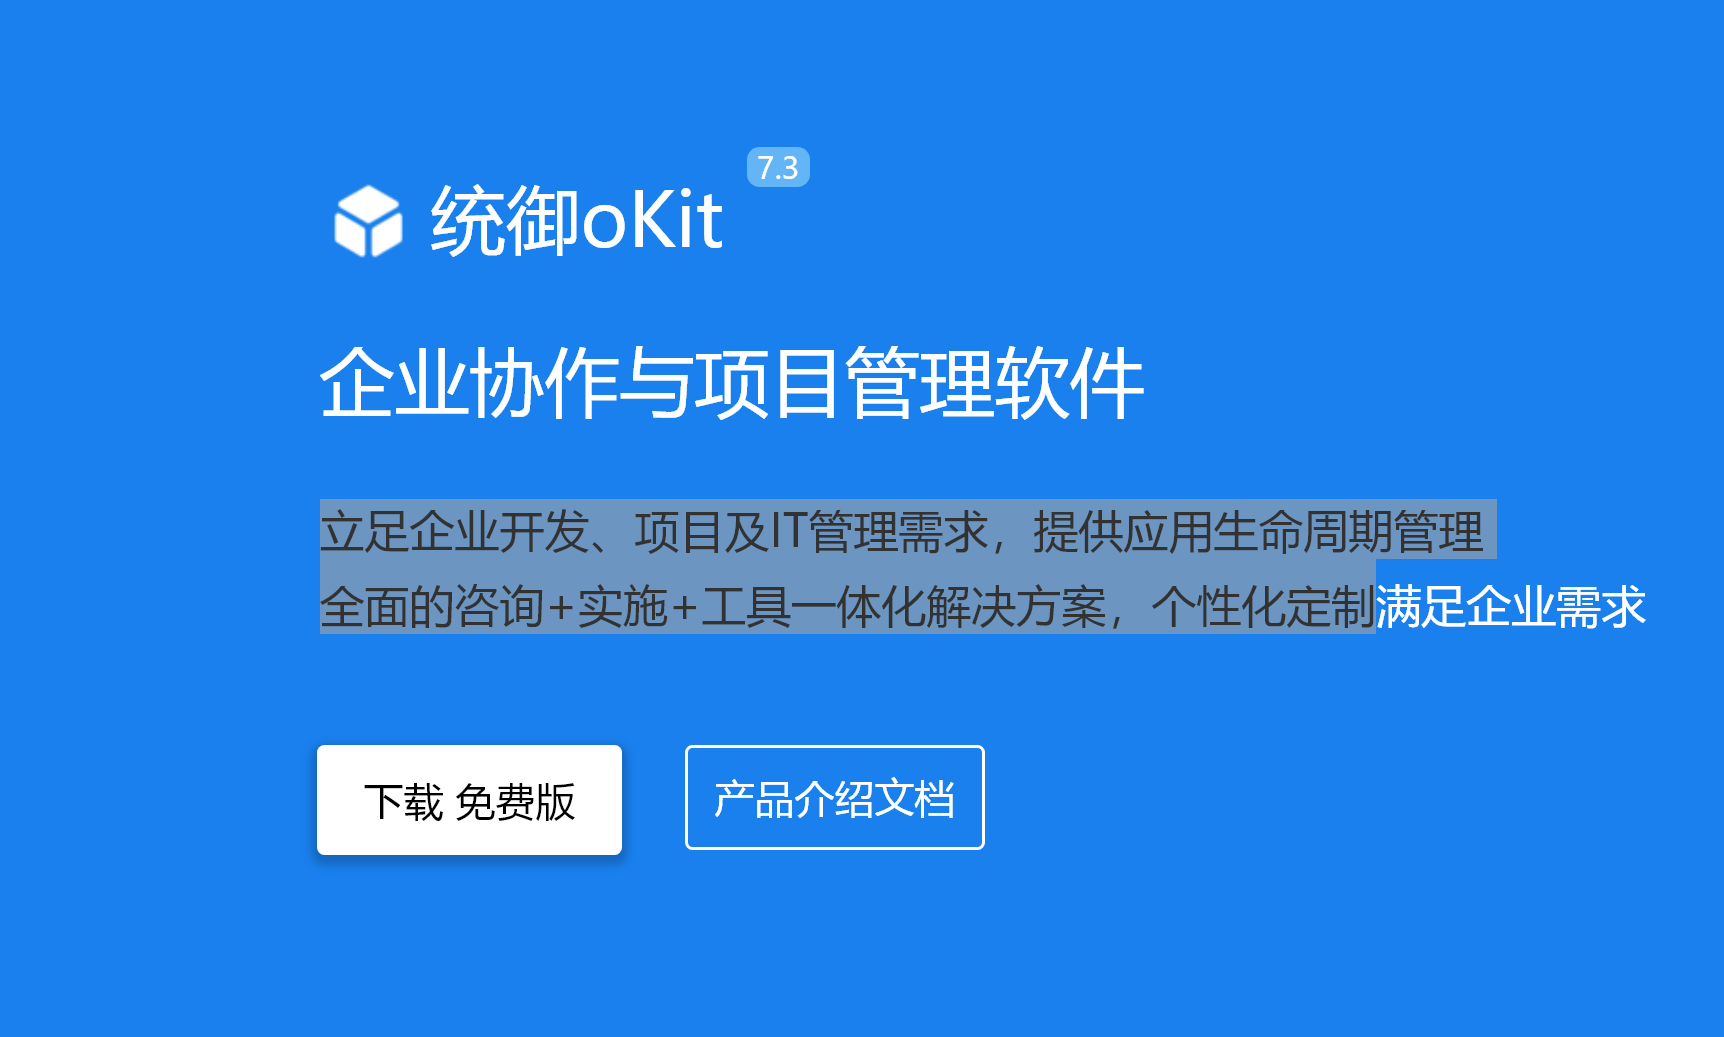 7.3
统御oKit
企业协作与项目管理软件
立足企业开发、项目及IT管理需求，提供应用生命周期管理
全面的咨询+实施+工具一体化解决方案，个性化定制满足企业需求
下载 免费版
产品介绍文档